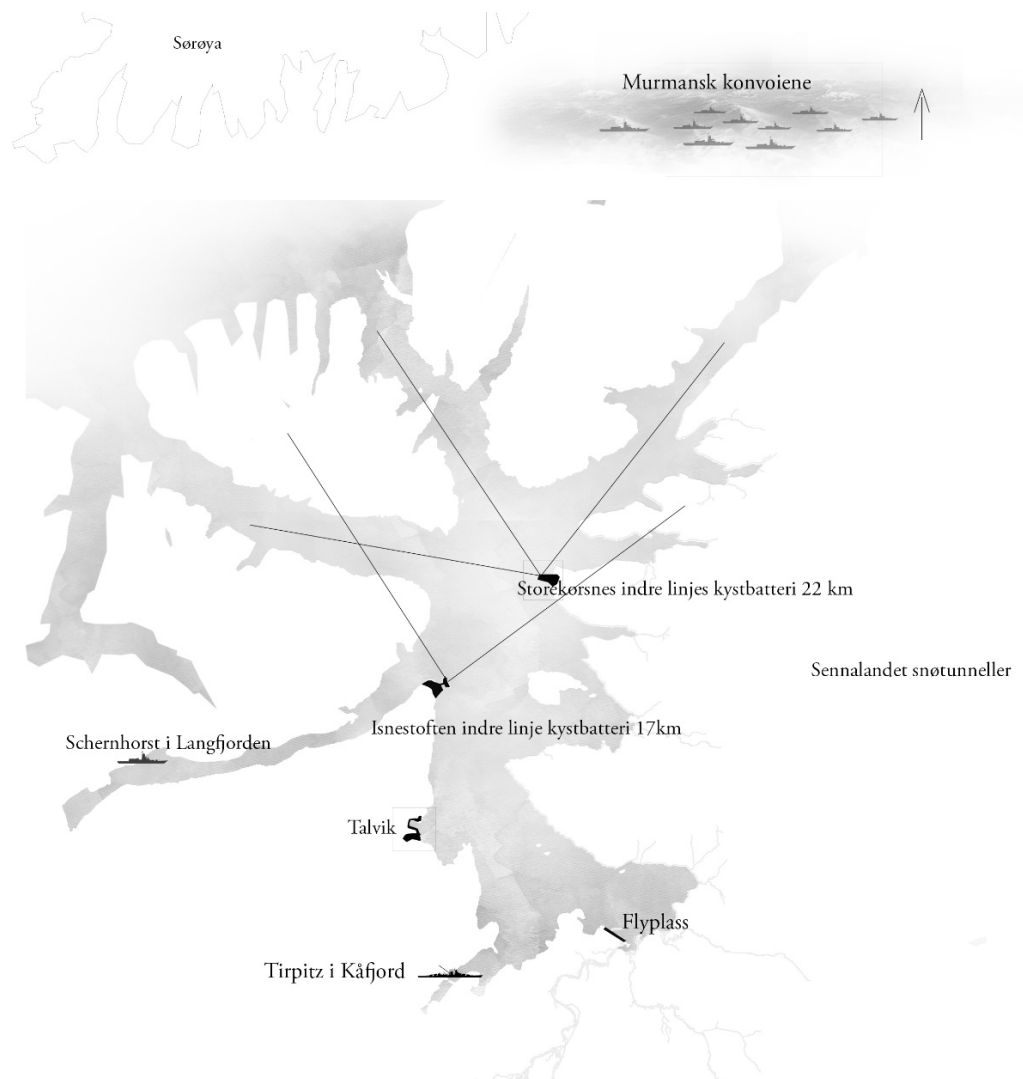 Sørøya
Murmansk konvoiene
Storekorsnes indre linjes kystbatteri 22 km
Sennalandet snøtunneller
Isnestoften indre linje kystbatteri 17km
Schernhorst i Langfjorden
Talvik
Flyplass
Tirpitz i Kåfjord